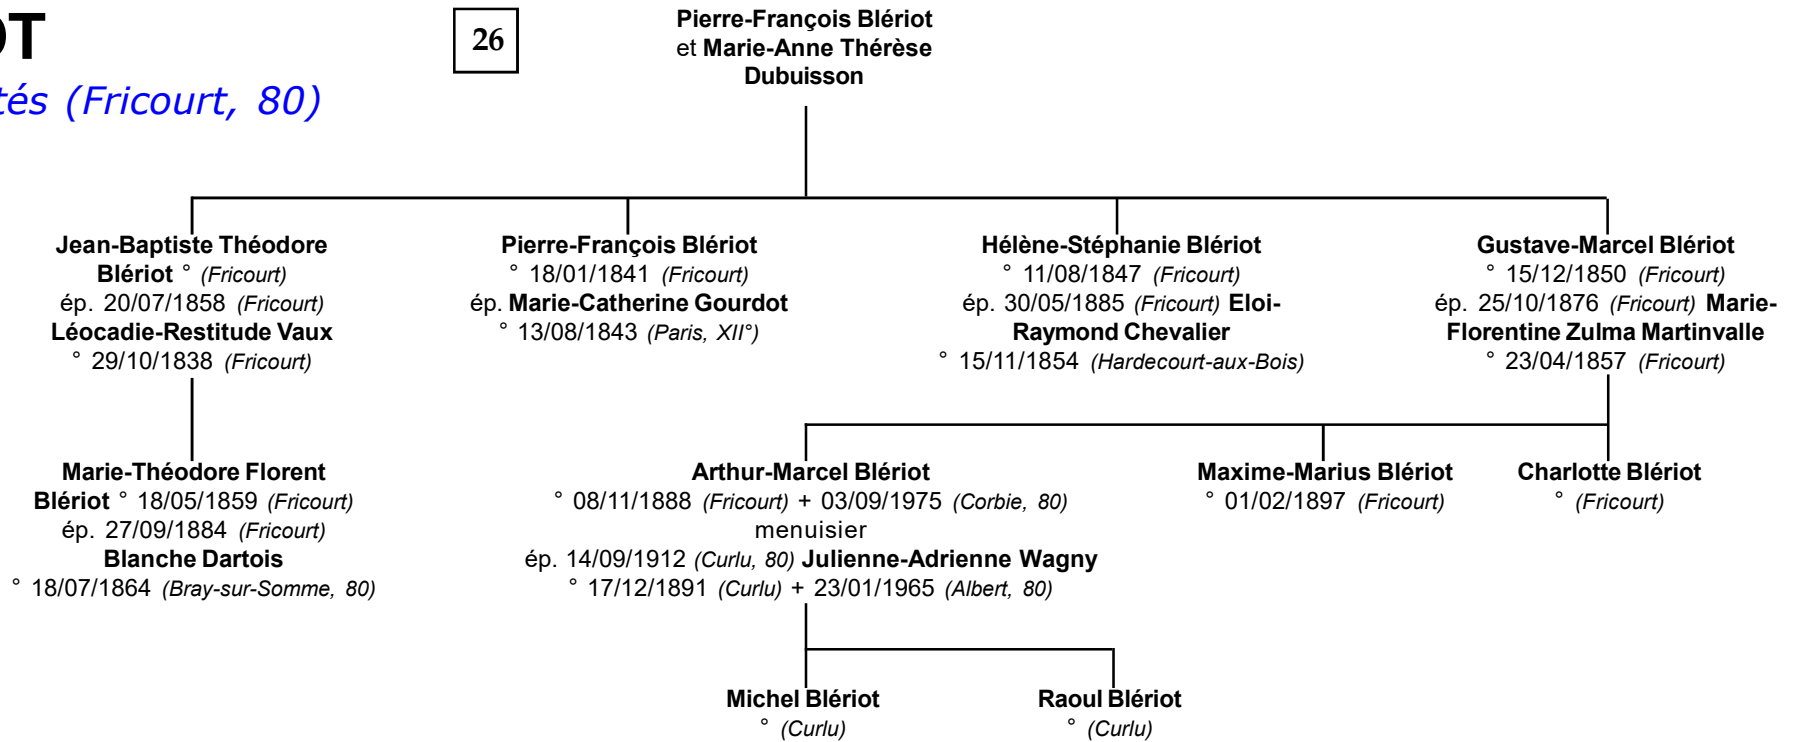 26
(Fricourt, 80)
Pierre-François Blériot
et Marie-Anne Thérèse
Dubuisson
Jean-Baptiste Théodore
Blériot ° (Fricourt)
ép. 20/07/1858 (Fricourt)
Léocadie-Restitude Vaux
° 29/10/1838 (Fricourt)
Pierre-François Blériot
° 18/01/1841 (Fricourt)
ép. Marie-Catherine Gourdot
° 13/08/1843 (Paris, XII°)
Hélène-Stéphanie Blériot
° 11/08/1847 (Fricourt)
ép. 30/05/1885 (Fricourt) Eloi-
Raymond Chevalier
° 15/11/1854 (Hardecourt-aux-Bois)
Gustave-Marcel Blériot
° 15/12/1850 (Fricourt)
ép. 25/10/1876 (Fricourt) Marie-
Florentine Zulma Martinvalle
° 23/04/1857 (Fricourt)
Marie-Théodore Florent
Blériot ° 18/05/1859 (Fricourt)
ép. 27/09/1884 (Fricourt)
Blanche Dartois
° 18/07/1864 (Bray-sur-Somme, 80)
Arthur-Marcel Blériot
° 08/11/1888 (Fricourt) + 03/09/1975 (Corbie, 80)
menuisier
ép. 14/09/1912 (Curlu, 80) Julienne-Adrienne Wagny
° 17/12/1891 (Curlu) + 23/01/1965 (Albert, 80)
Maxime-Marius Blériot
° 01/02/1897 (Fricourt)
Charlotte Blériot
° (Fricourt)
Michel Blériot
° (Curlu)
Raoul Blériot
° (Curlu)